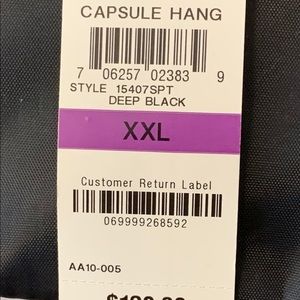 CAPSULE HANG
7 06257 02383 9
STYLE 15407SPT
DEEP BLACK
XXL
Customer Return Label
069999268592
AA10-005